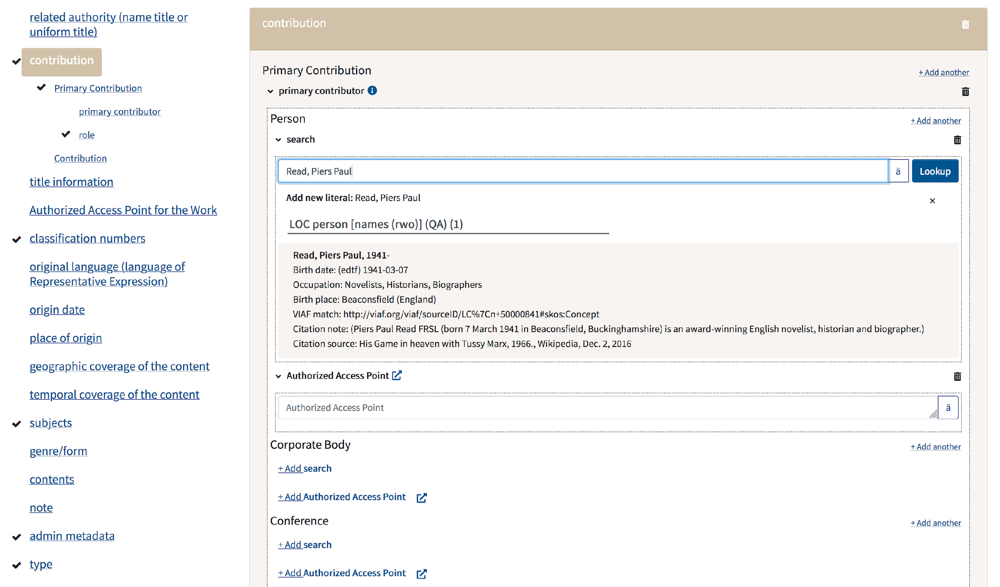 related authority (name title or
uniform title)
contribution
Primary Contribution
primary contributor
role
Contribution
title information
Authorized Access Point for the Work
classification numbers
original language (language of
Representative Expression)
origin date
place of origin
geographic coverage of the content
temporal coverage of the content
subjects
genre/form
contents
note
admin metadata
type
contribution
Primary Contribution
+ Add another
primary contributor
Person
+ Add another
search
Read, Piers Paul
ä
Lookup
Add new literal: Read, Piers Paul
×
LOC person [names (rwo)] (QA) (1)
Read, Piers Paul, 1941-
Birth date: (edtf) 1941-03-07
Occupation: Novelists, Historians, Biographers
Birth place: Beaconsfield (England)
VIAF match: http://viaf.org/viaf/sourceID/LC%7Cn+50000841#skos:Concept
Citation note: (Piers Paul Read FRSL (born 7 March 1941 in Beaconsfield, Buckinghamshire) is an award-winning English novelist, historian and biographer.)
Citation source: His Game in heaven with Tussy Marx, 1966., Wikipedia, Dec. 2, 2016
Authorized Access Point
Authorized Access Point
ä
Corporate Body
+ Add another
+ Add search
+ Add Authorized Access Point
Conference
+ Add another
+ Add search
+ Add Authorized Access Point